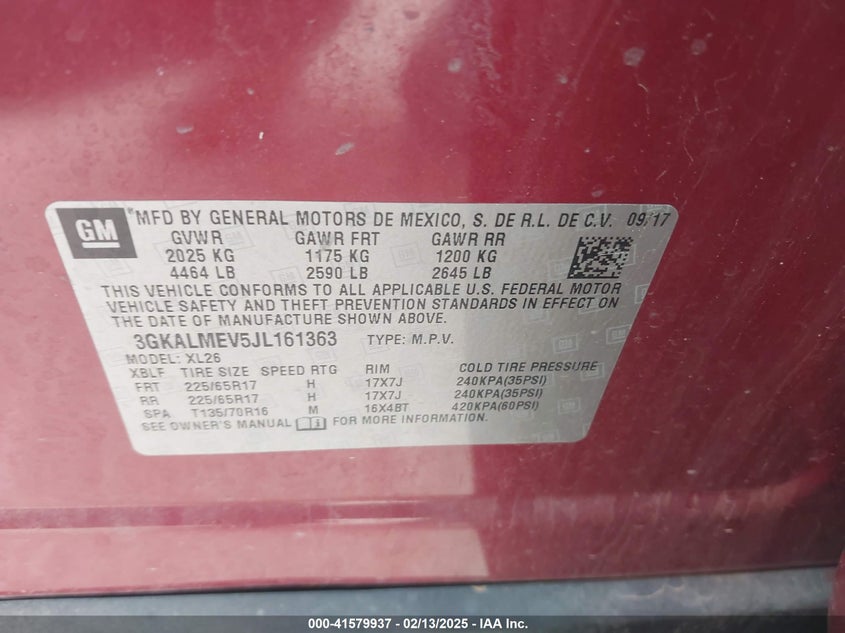 GM
MFD BY GENERAL MOTORS DE MEXICO, S. DE R.L. DE C.V. 09/17
GVWR GAWR FRT GAWR RR
2025 KG 1175 KG 1200 KG
4464 LB 2590 LB 2645 LB
THIS VEHICLE CONFORMS TO ALL APPLICABLE U.S. FEDERAL MOTOR
VEHICLE SAFETY AND THEFT PREVENTION STANDARDS IN EFFECT ON
THE DATE OF MANUFACTURE SHOWN ABOVE.
3GKALMEV5JL161363 TYPE: M.P.V.
MODEL: XL26
XBLF TIRE SIZE SPEED RTG RIM COLD TIRE PRESSURE
FRT 225/65R17 H 17X7J 240KPA(35PSI)
RR 225/65R17 H 17X7J 240KPA(35PSI)
SPA T135/70R16 M 16X4BT 420KPA(60PSI)
SEE OWNER'S MANUAL FOR MORE INFORMATION.
000-41579937 - 02/13/2025 - IAA Inc.